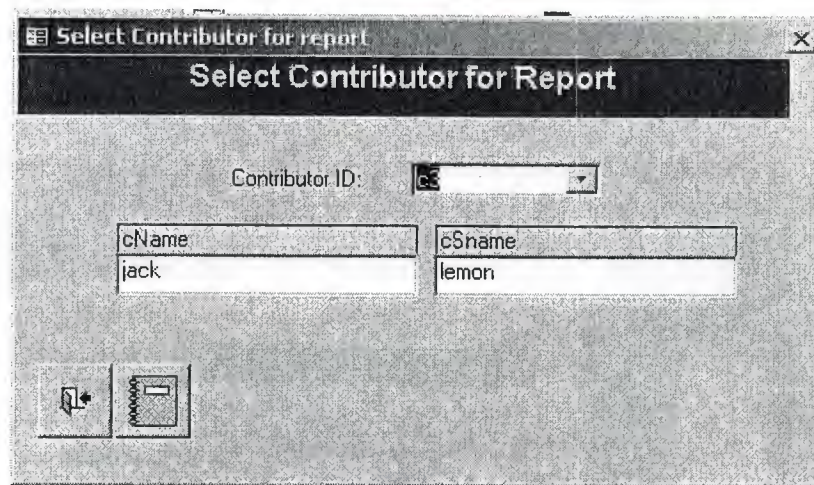 Select Contributor for report
Select Contributor for Report
Contributor ID: c3
cName cSname
jack lemon